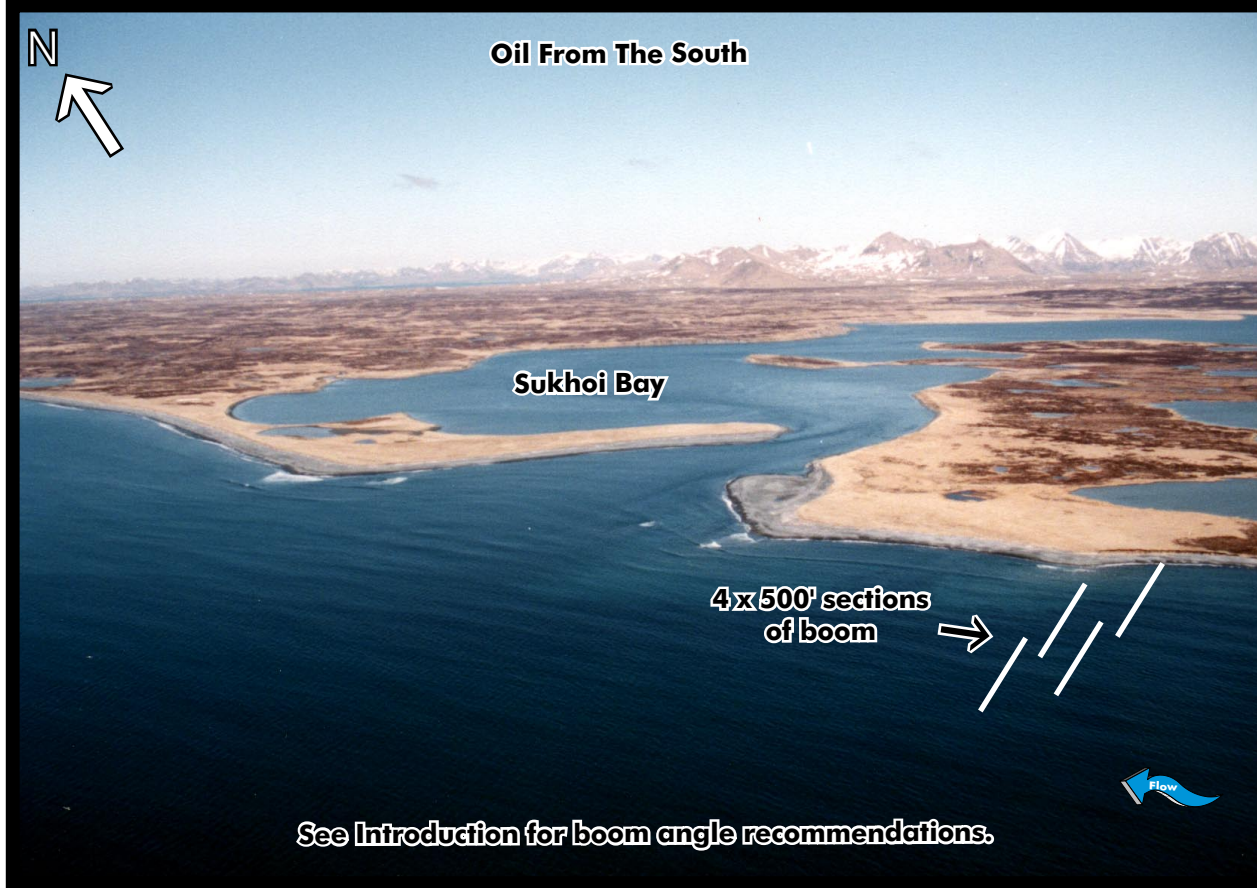 N
Oil From The South
Sukhoi Bay
4 x 500' sections
of boom
Flow
See Introduction for boom angle recommendations.